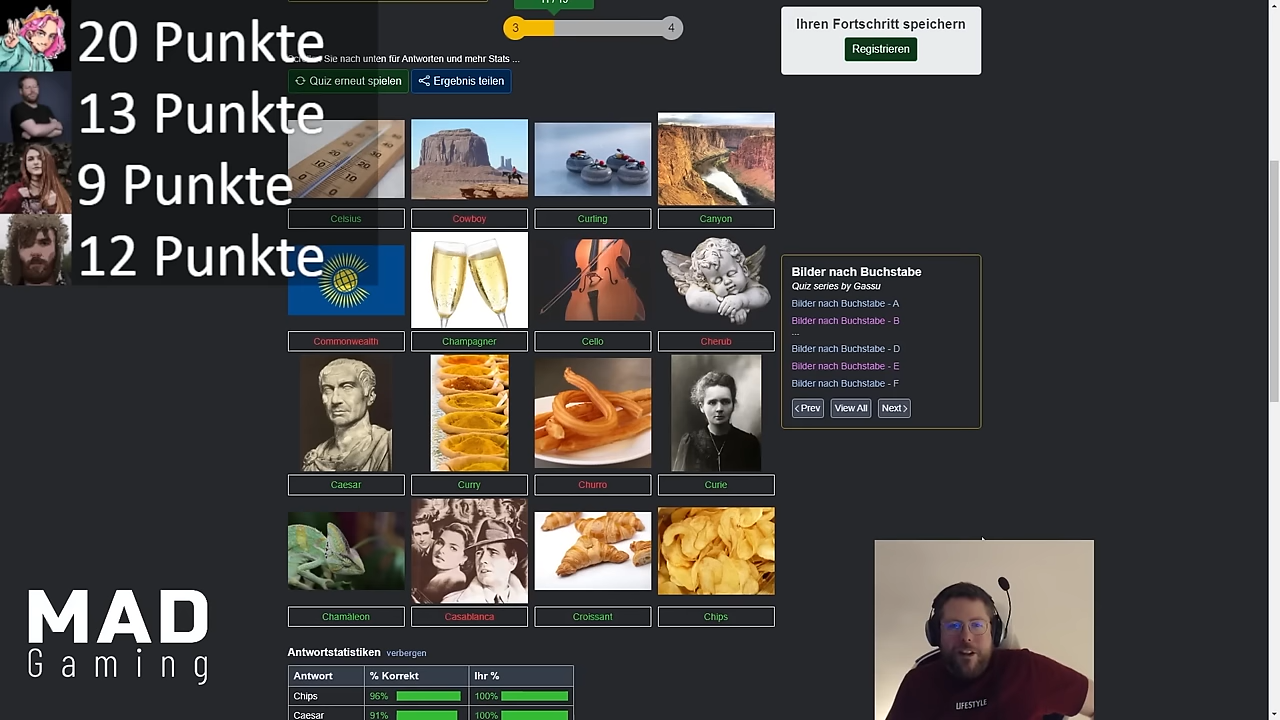 20 Punkte
13 Punkte
9 Punkte
12 Punkte
3
4
Sie nach unten für Antworten und mehr Stats ...
Quiz erneut spielen
Ergebnis teilen
Ihren Fortschritt speichern
Registrieren
Celsius
Cowboy
Curling
Canyon
Commonwealth
Champagner
Cello
Cherub
Caesar
Curry
Churro
Curie
Chamäleon
Casablanca
Croissant
Chips
Bilder nach Buchstabe
Quiz series by Gassu
Bilder nach Buchstabe - A
Bilder nach Buchstabe - B
...
Bilder nach Buchstabe - D
Bilder nach Buchstabe - E
Bilder nach Buchstabe - F
‹ Prev
View All
Next ›
Antwortstatistiken verbergen
Antwort % Korrekt Ihr %
Chips 96% 100%
Caesar 91% 100%
MAD
Gaming
LIFESTYLE